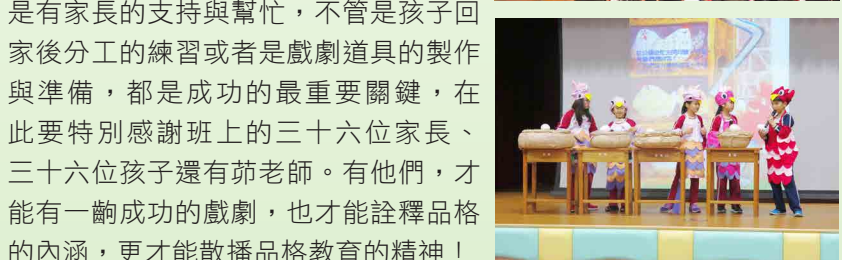 是有家長的支持與幫忙，不管是孩子回
家後分工的練習或者是戲劇道具的製作
與準備，都是成功的最重要關鍵，在
此要特別感謝班上的三十六位家長、
三十六位孩子還有茆老師。有他們，才
能有一齣成功的戲劇，也才能詮釋品格
的內涵，更才能散播品格教育的精神！